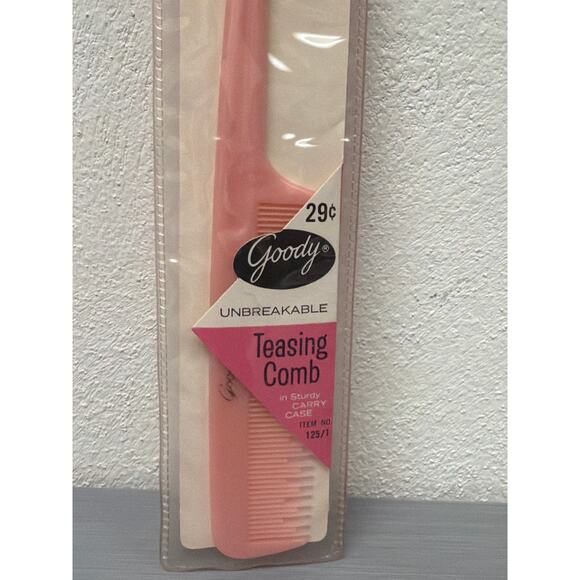 29¢
Goody®
UNBREAKABLE
Teasing
Comb
in Sturdy
CARRY
CASE
ITEM NO.
125/1